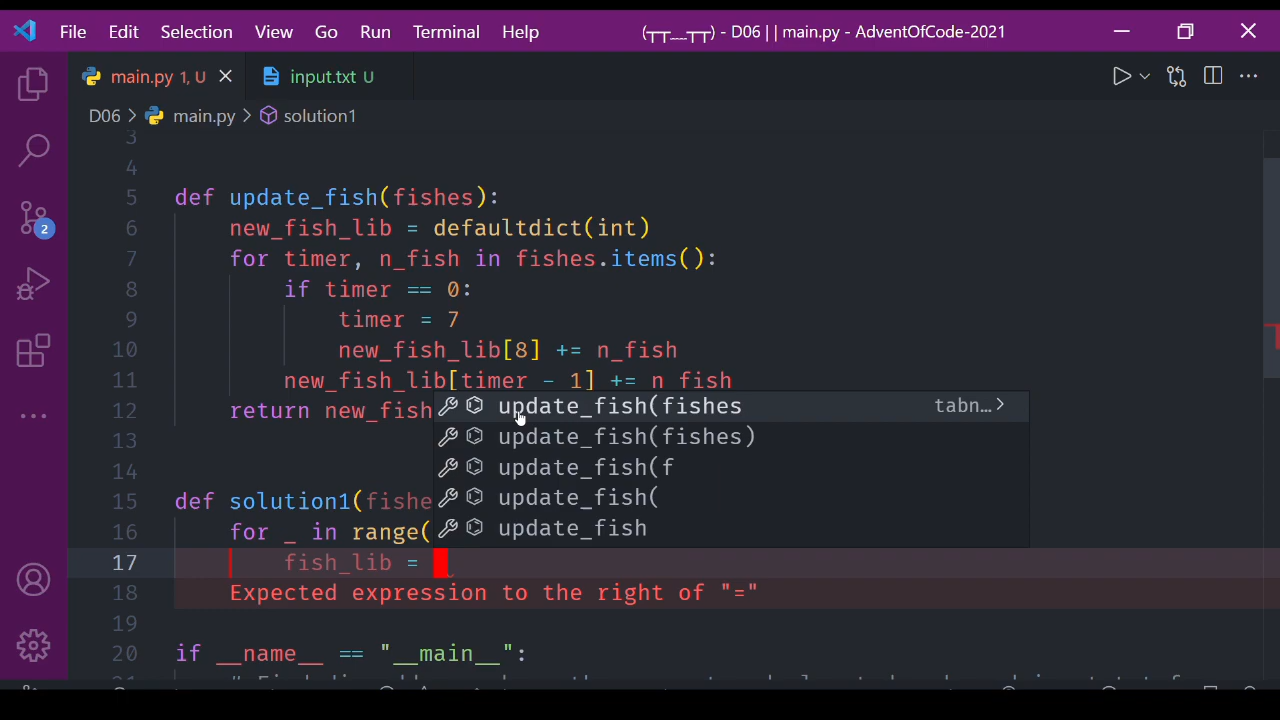 File Edit Selection View Go Run Terminal Help (┬┬﹏┬┬) - D06 | | main.py - AdventOfCode-2021
main.py 1, U input.txt U
D06 > main.py > solution1
3
4
5 def update_fish(fishes):
6 new_fish_lib = defaultdict(int)
7 for timer, n_fish in fishes.items():
8 if timer == 0:
9 timer = 7
10 new_fish_lib[8] += n_fish
11 new_fish_lib[timer - 1] += n_fish
12 return new_fish
update_fish(fishes tabn...>
13 update_fish(fishes)
14 update_fish(f
15 def solution1(fishe update_fish(
16 for _ in range( update_fish
17 fish_lib =
18 Expected expression to the right of "="
19
20 if __name__ == "__main__":
2